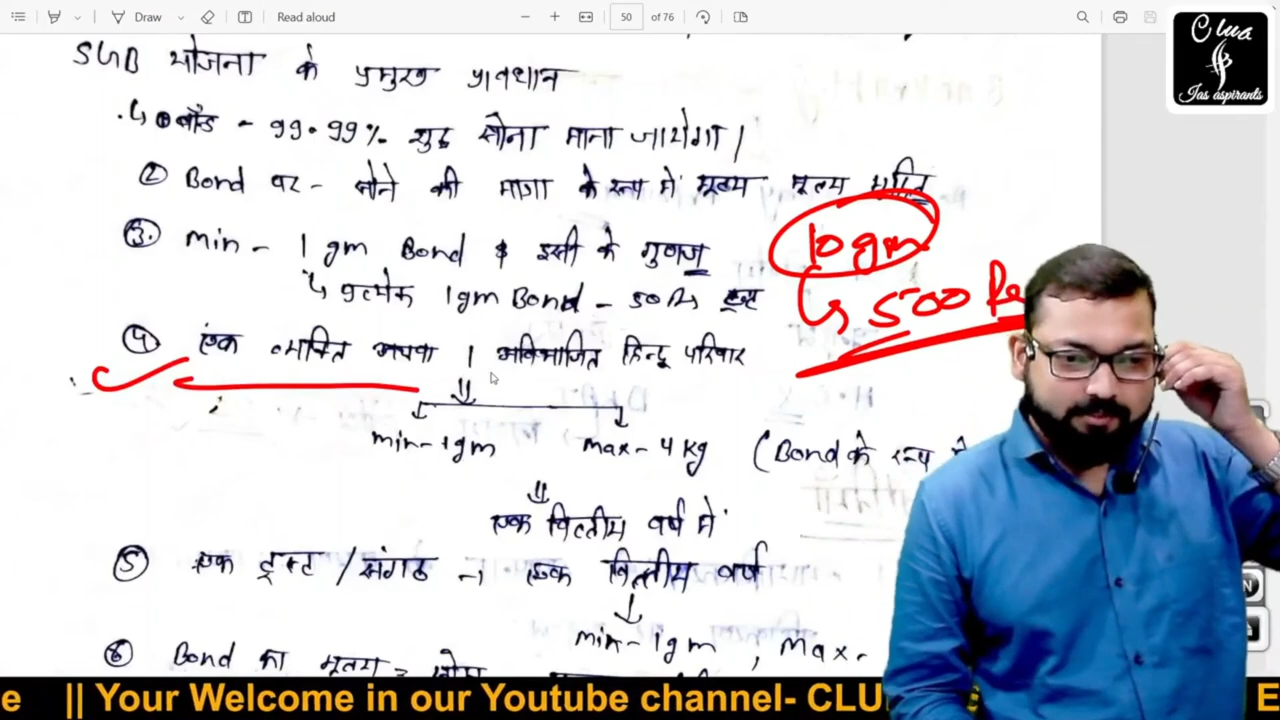 Draw
Read aloud
50 of 76
Clua
Ias aspirants
SGB योजना के प्रमुख प्रावधान
① बौंड - 99.99% शुद्ध सोना माना जायेगा।
② Bond पर - सोने की मात्रा के रूप में मूल्य मूल्य
③. min - 1 gm Bond & इसी के गुणज
10 gm
प्रत्येक 1gm Bond - 50 Rs छूट
500 Rs
④ एक व्यक्ति अथवा 1 अविभाजित हिन्दू परिवार
min - 1gm max - 4 kg (Bond के रूप में
एक वित्तीय वर्ष में
⑤ एक ट्रस्ट / संगठ → एक वित्तीय वर्ष
min - 1gm , Max -
⑥ Bond का मूल्य =
e || Your Welcome in our Youtube channel- CLU E